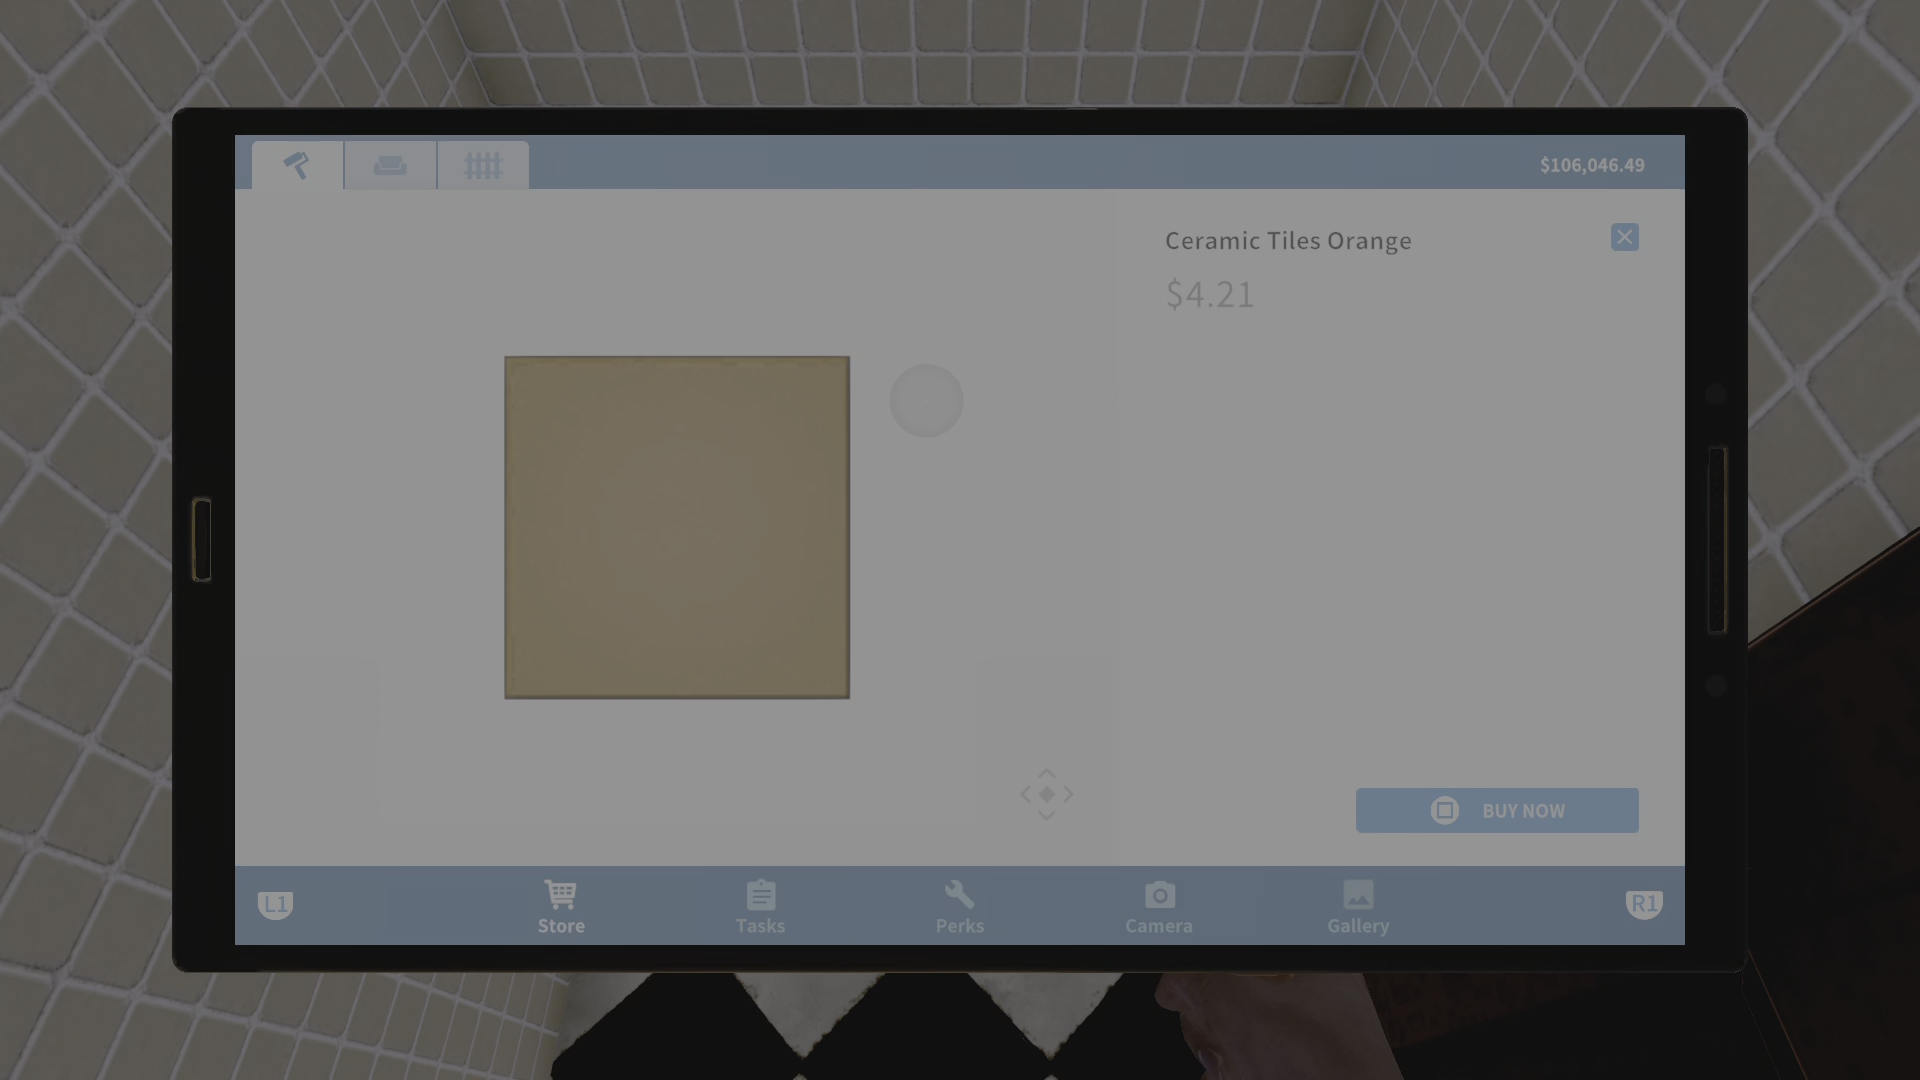 $106,046.49
Ceramic Tiles Orange
$4.21
BUY NOW
L1
Store
Tasks
Perks
Camera
Gallery
R1